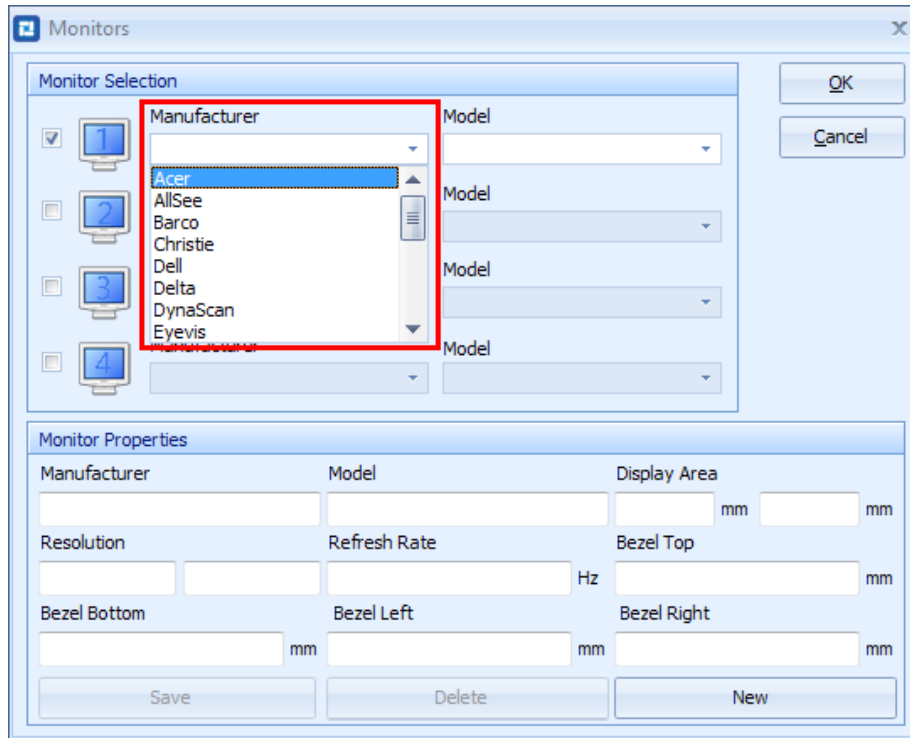 Monitors
Monitor Selection
OK
Cancel
1
Manufacturer
Model
Acer
AllSee
Barco
Christie
Dell
Delta
DynaScan
Eyevis
2
Model
3
Model
4
Manufacturer
Model
Monitor Properties
Manufacturer Model Display Area
mm mm
Resolution Refresh Rate Bezel Top
Hz mm
Bezel Bottom Bezel Left Bezel Right
mm mm mm
Save Delete New